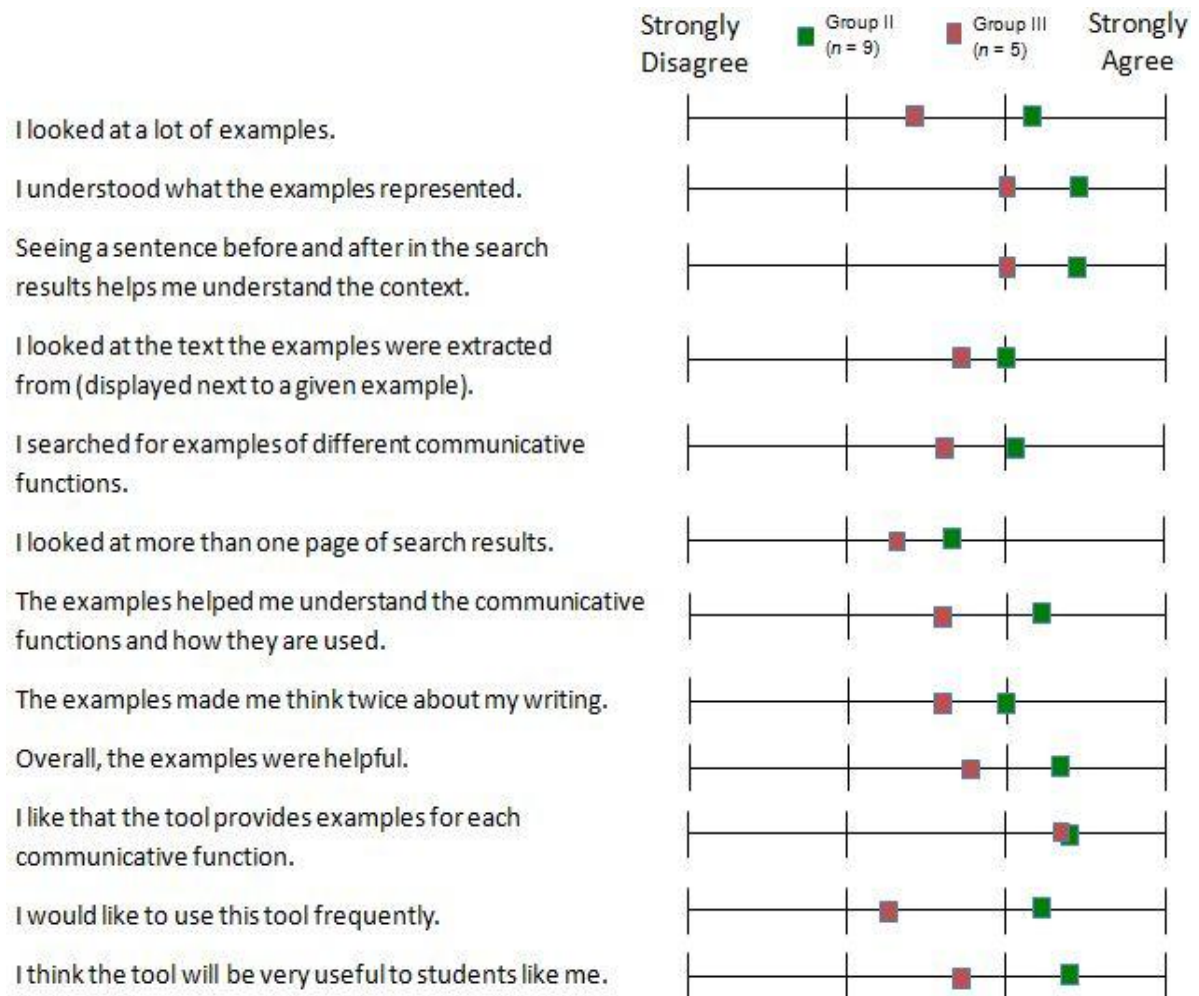 Strongly
Disagree
Group II
(n = 9)
Group III
(n = 5)
Strongly
Agree
I looked at a lot of examples.
I understood what the examples represented.
Seeing a sentence before and after in the search
results helps me understand the context.
I looked at the text the examples were extracted
from (displayed next to a given example).
I searched for examples of different communicative
functions.
I looked at more than one page of search results.
The examples helped me understand the communicative
functions and how they are used.
The examples made me think twice about my writing.
Overall, the examples were helpful.
I like that the tool provides examples for each
communicative function.
I would like to use this tool frequently.
I think the tool will be very useful to students like me.